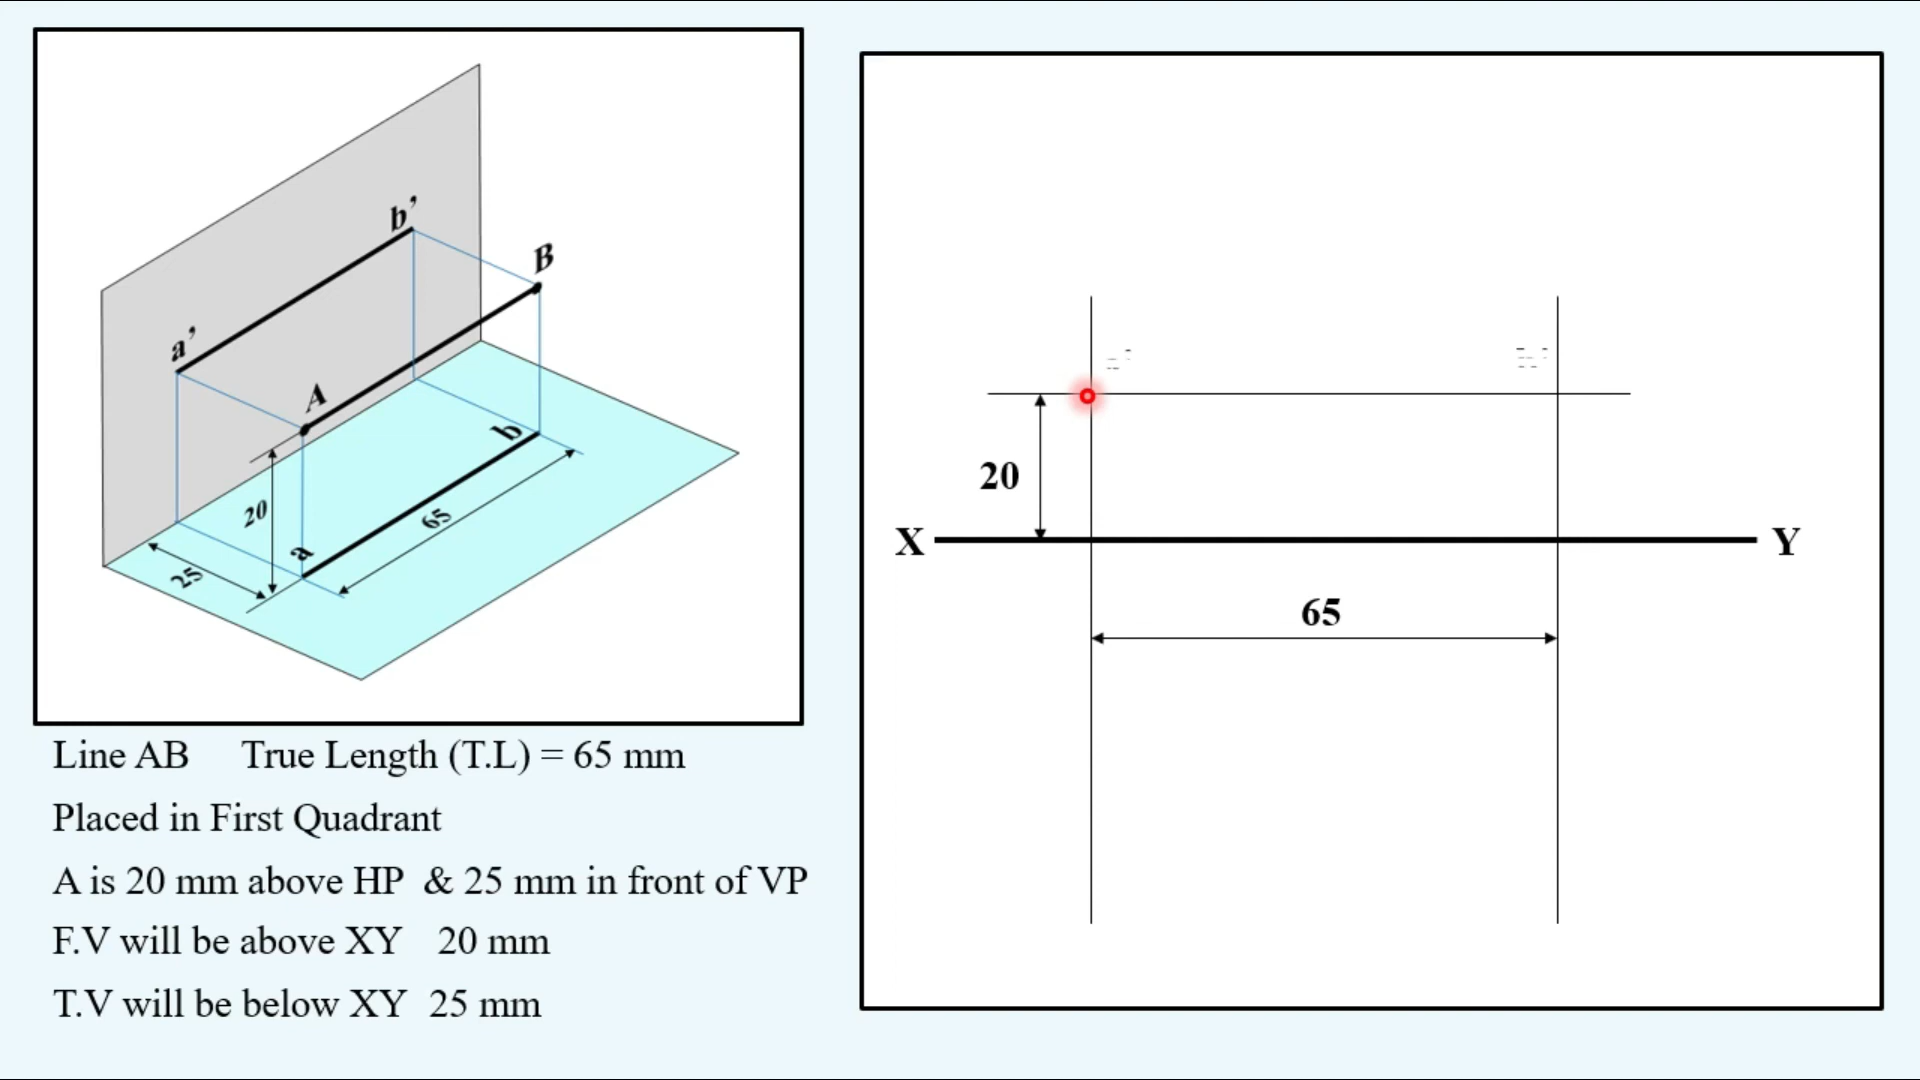 b’
B
a’
A
b
20
65
a
25
Line AB True Length (T.L) = 65 mm
Placed in First Quadrant
A is 20 mm above HP & 25 mm in front of VP
F.V will be above XY 20 mm
T.V will be below XY 25 mm
20
X
Y
65